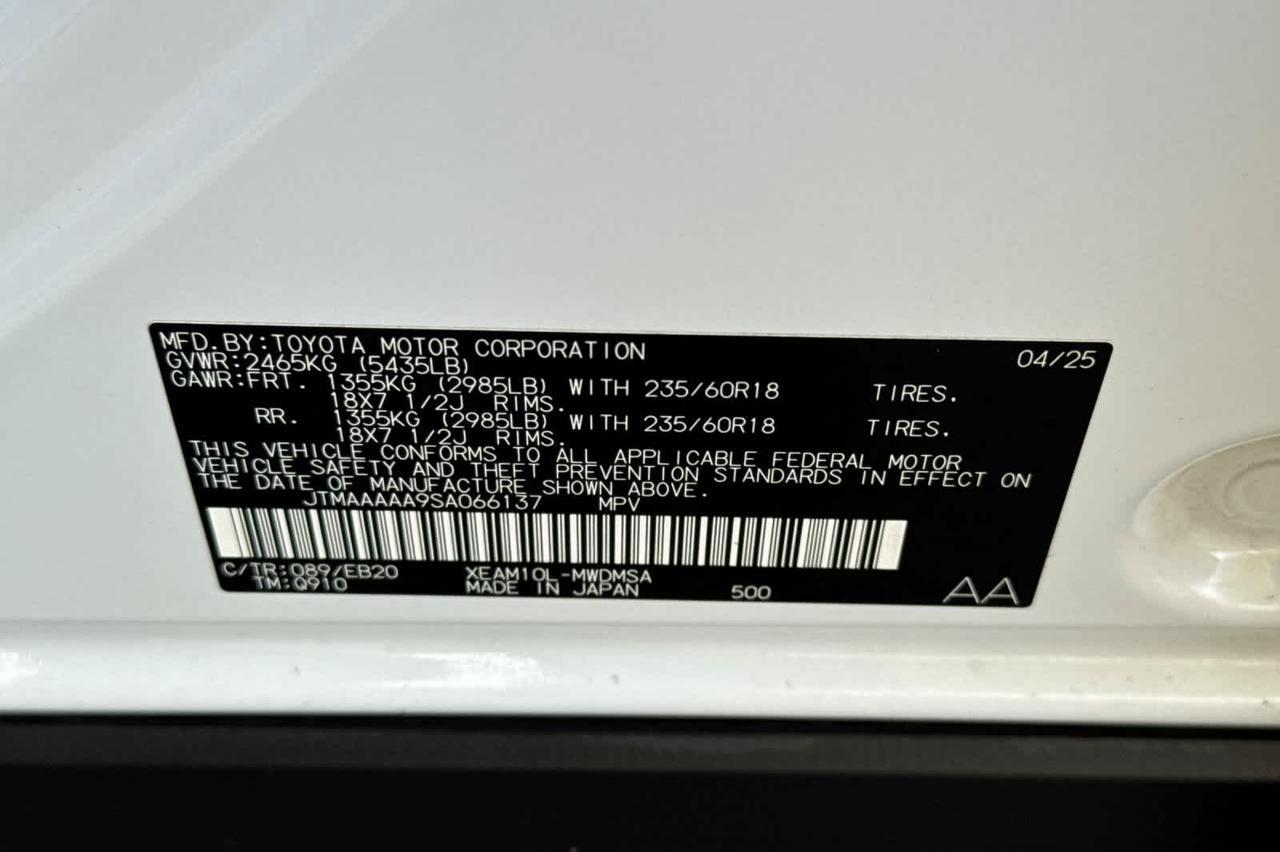 MFD.BY:TOYOTA MOTOR CORPORATION 04/25
GVWR:2465KG (5435LB)
GAWR:FRT. 1355KG (2985LB) WITH 235/60R18 TIRES.
18X7 1/2J RIMS.
RR. 1355KG (2985LB) WITH 235/60R18 TIRES.
18X7 1/2J RIMS.
THIS VEHICLE CONFORMS TO ALL APPLICABLE FEDERAL MOTOR
VEHICLE SAFETY AND THEFT PREVENTION STANDARDS IN EFFECT ON
THE DATE OF MANUFACTURE SHOWN ABOVE.
JTMAAAAA9SA066137 MPV
C/TR:089/EB20 XEAM10L-MWDMSA
TM:Q910 MADE IN JAPAN 500 AA